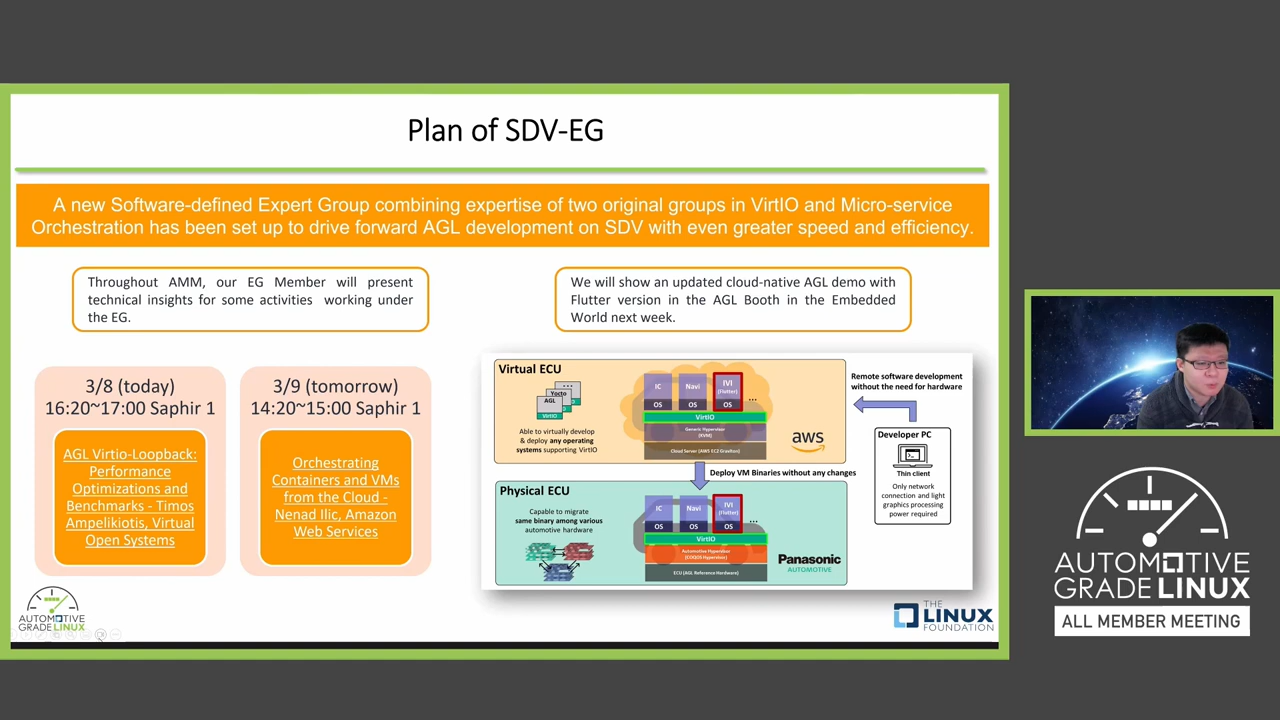 Plan of SDV-EG
A new Software-defined Expert Group combining expertise of two original groups in VirtIO and Micro-service
Orchestration has been set up to drive forward AGL development on SDV with even greater speed and efficiency.
Throughout AMM, our EG Member will present
technical insights for some activities working under
the EG.
We will show an updated cloud-native AGL demo with
Flutter version in the AGL Booth in the Embedded
World next week.
3/8 (today)
16:20~17:00 Saphir 1
AGL Virtio-Loopback:
Performance
Optimizations and
Benchmarks - Timos
Ampelikiotis, Virtual
Open Systems
3/9 (tomorrow)
14:20~15:00 Saphir 1
Orchestrating
Containers and VMs
from the Cloud -
Nenad Ilic, Amazon
Web Services
Virtual ECU
...
Yocto
AGL
VirtIO
Able to virtually develop
& deploy any operating
systems supporting VirtIO
IC
Navi
IVI
(Flutter)
...
OS
OS
OS
VirtIO
Generic Hypervisor
(KVM)
Cloud Server (AWS EC2 Graviton)
aws
Deploy VM Binaries without any changes
Physical ECU
Capable to migrate
same binary among various
automotive hardware
IC
Navi
IVI
(Flutter)
...
OS
OS
OS
VirtIO
Automotive Hypervisor
(COQOS Hypervisor)
ECU (AGL Reference Hardware)
Panasonic
AUTOMOTIVE
Remote software development
without the need for hardware
Developer PC
Thin client
Only network
connection and light
graphics processing
power required
AUTOMOTIVE
GRADE LINUX
THE
LINUX
FOUNDATION
AUTOMOTIVE
GRADE LINUX
ALL MEMBER MEETING